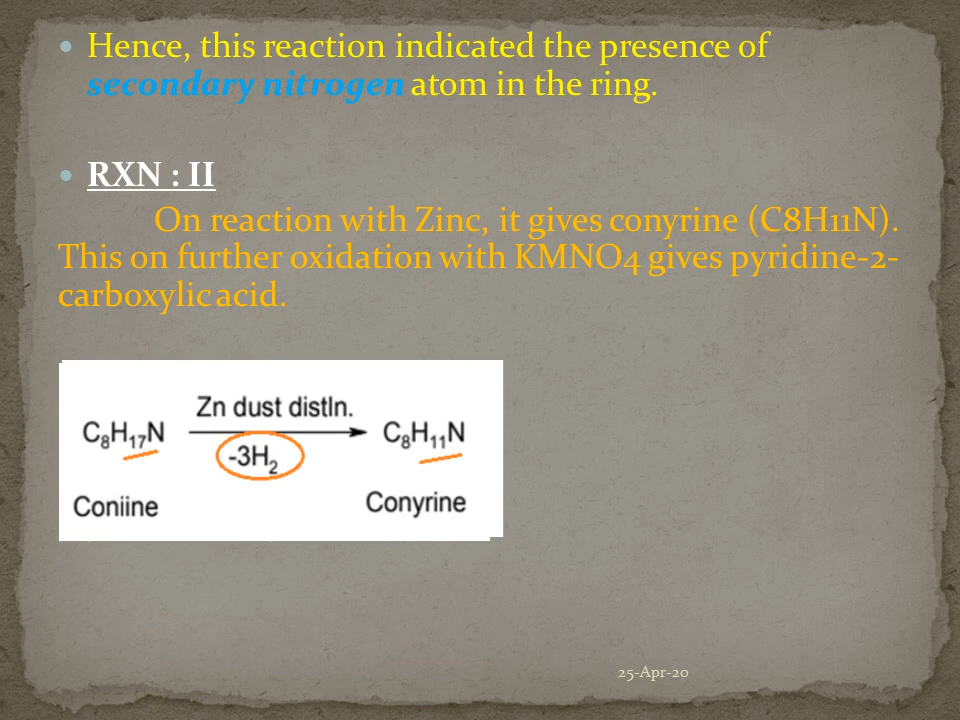 • Hence, this reaction indicated the presence of
secondary nitrogen atom in the ring.
• RXN : II
On reaction with Zinc, it gives conyrine (C8H11N).
This on further oxidation with KMNO4 gives pyridine-2-
carboxylic acid.
Zn dust distln.
C₈H₁₇N C₈H₁₁N
-3H₂
Coniine Conyrine
25-Apr-20